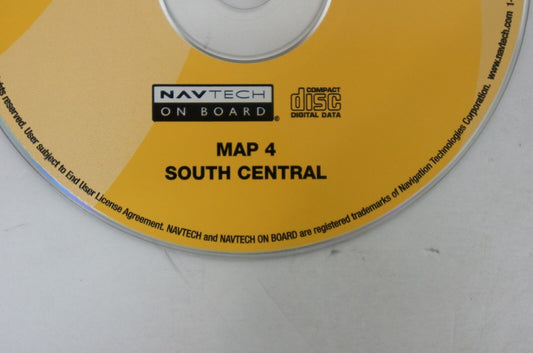 NAVTECH
ON BOARD®
COMPACT
disc
DIGITAL DATA
MAP 4
SOUTH CENTRAL
reserved. User subject to End User License Agreement. NAVTECH and NAVTECH ON BOARD are registered trademarks of Navigation Technologies Corporation. www.navtech.com